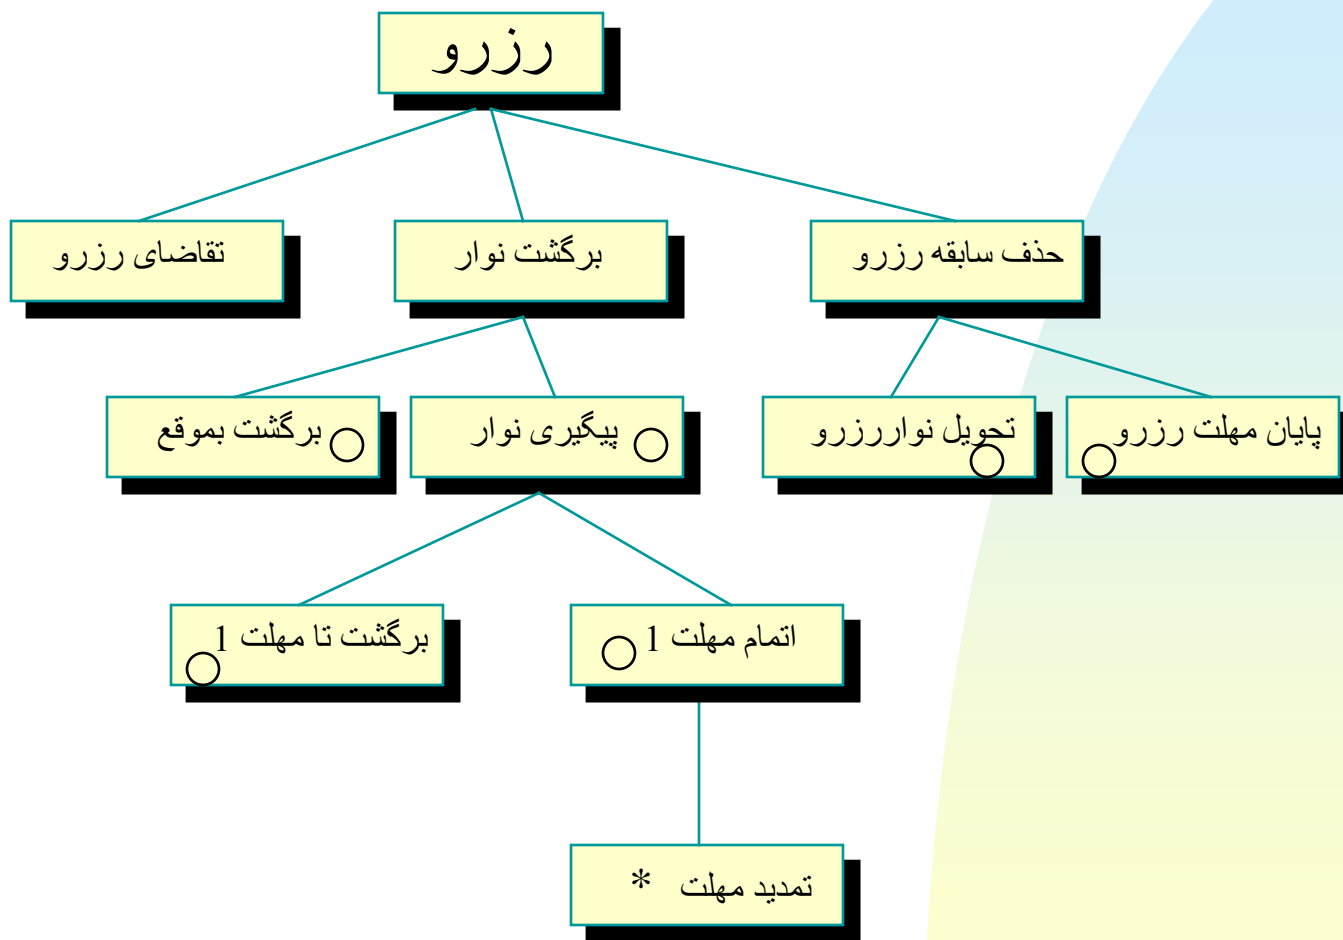 رزرو
تقاضای رزرو
برگشت نوار
حذف سابقه رزرو
برگشت بموقع
پیگیری نوار
تحویل نواررزرو
پایان مهلت رزرو
برگشت تا مهلت 1
اتمام مهلت 1
تمدید مهلت *